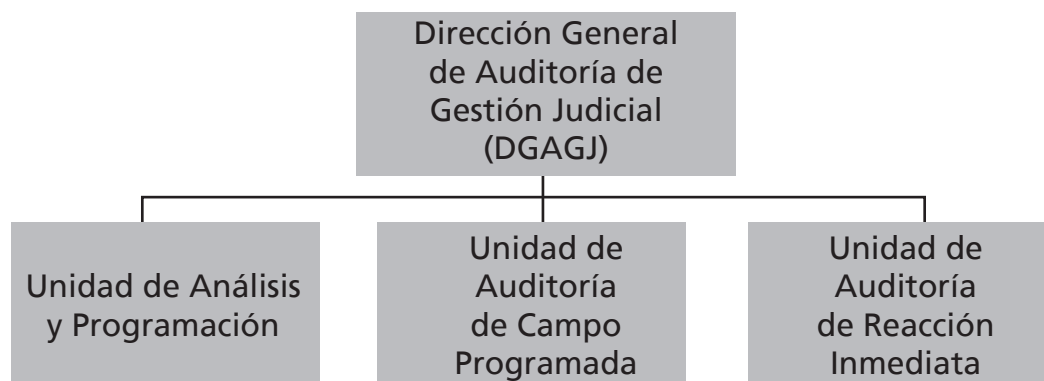 Dirección General
de Auditoría de
Gestión Judicial
(DGAGJ)
Unidad de Análisis
y Programación
Unidad de
Auditoría
de Campo
Programada
Unidad de
Auditoría
de Reacción
Inmediata